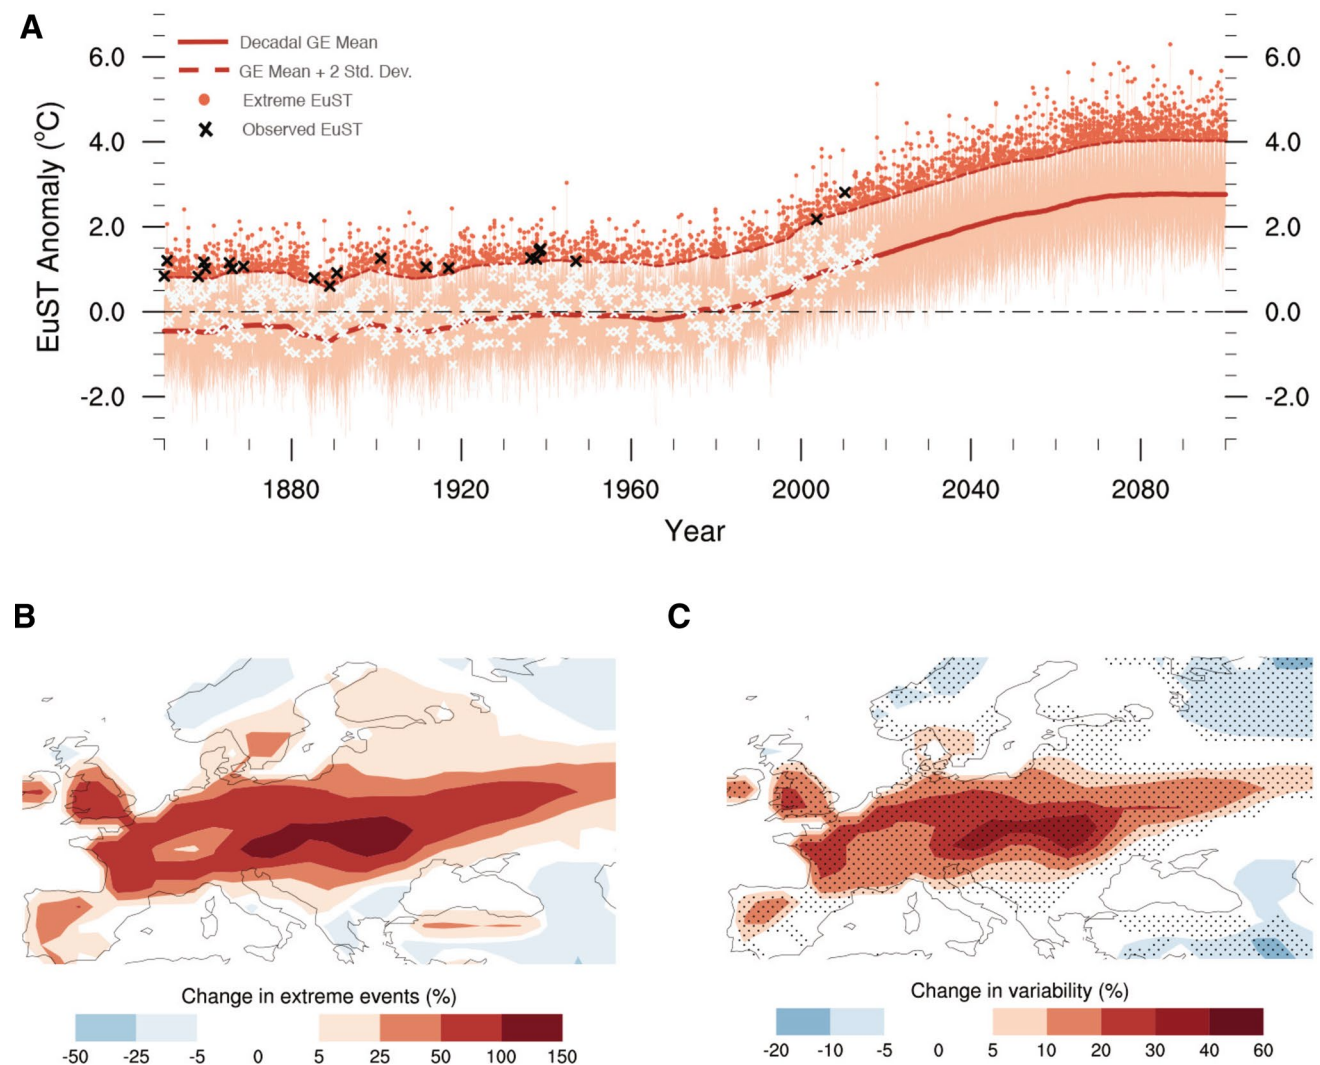 A
Decadal GE Mean
GE Mean + 2 Std. Dev.
Extreme EuST
Observed EuST
EuST Anomaly (°C)
6.0
4.0
2.0
0.0
-2.0
6.0
4.0
2.0
0.0
-2.0
1880 1920 1960 2000 2040 2080
Year
B
Change in extreme events (%)
-50 -25 -5 0 5 25 50 100 150
C
Change in variability (%)
-20 -10 -5 0 5 10 20 30 40 60